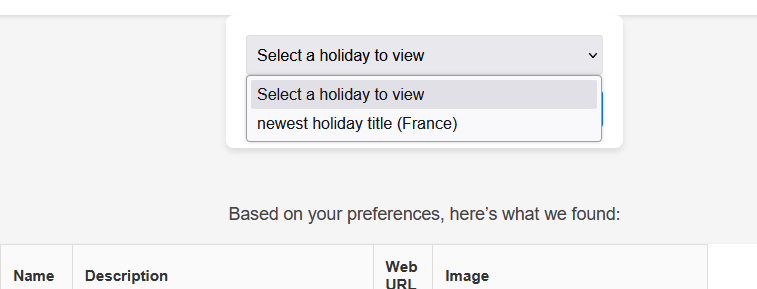 Select a holiday to view
Select a holiday to view
newest holiday title (France)
Based on your preferences, here’s what we found:
Name Description Web URL Image